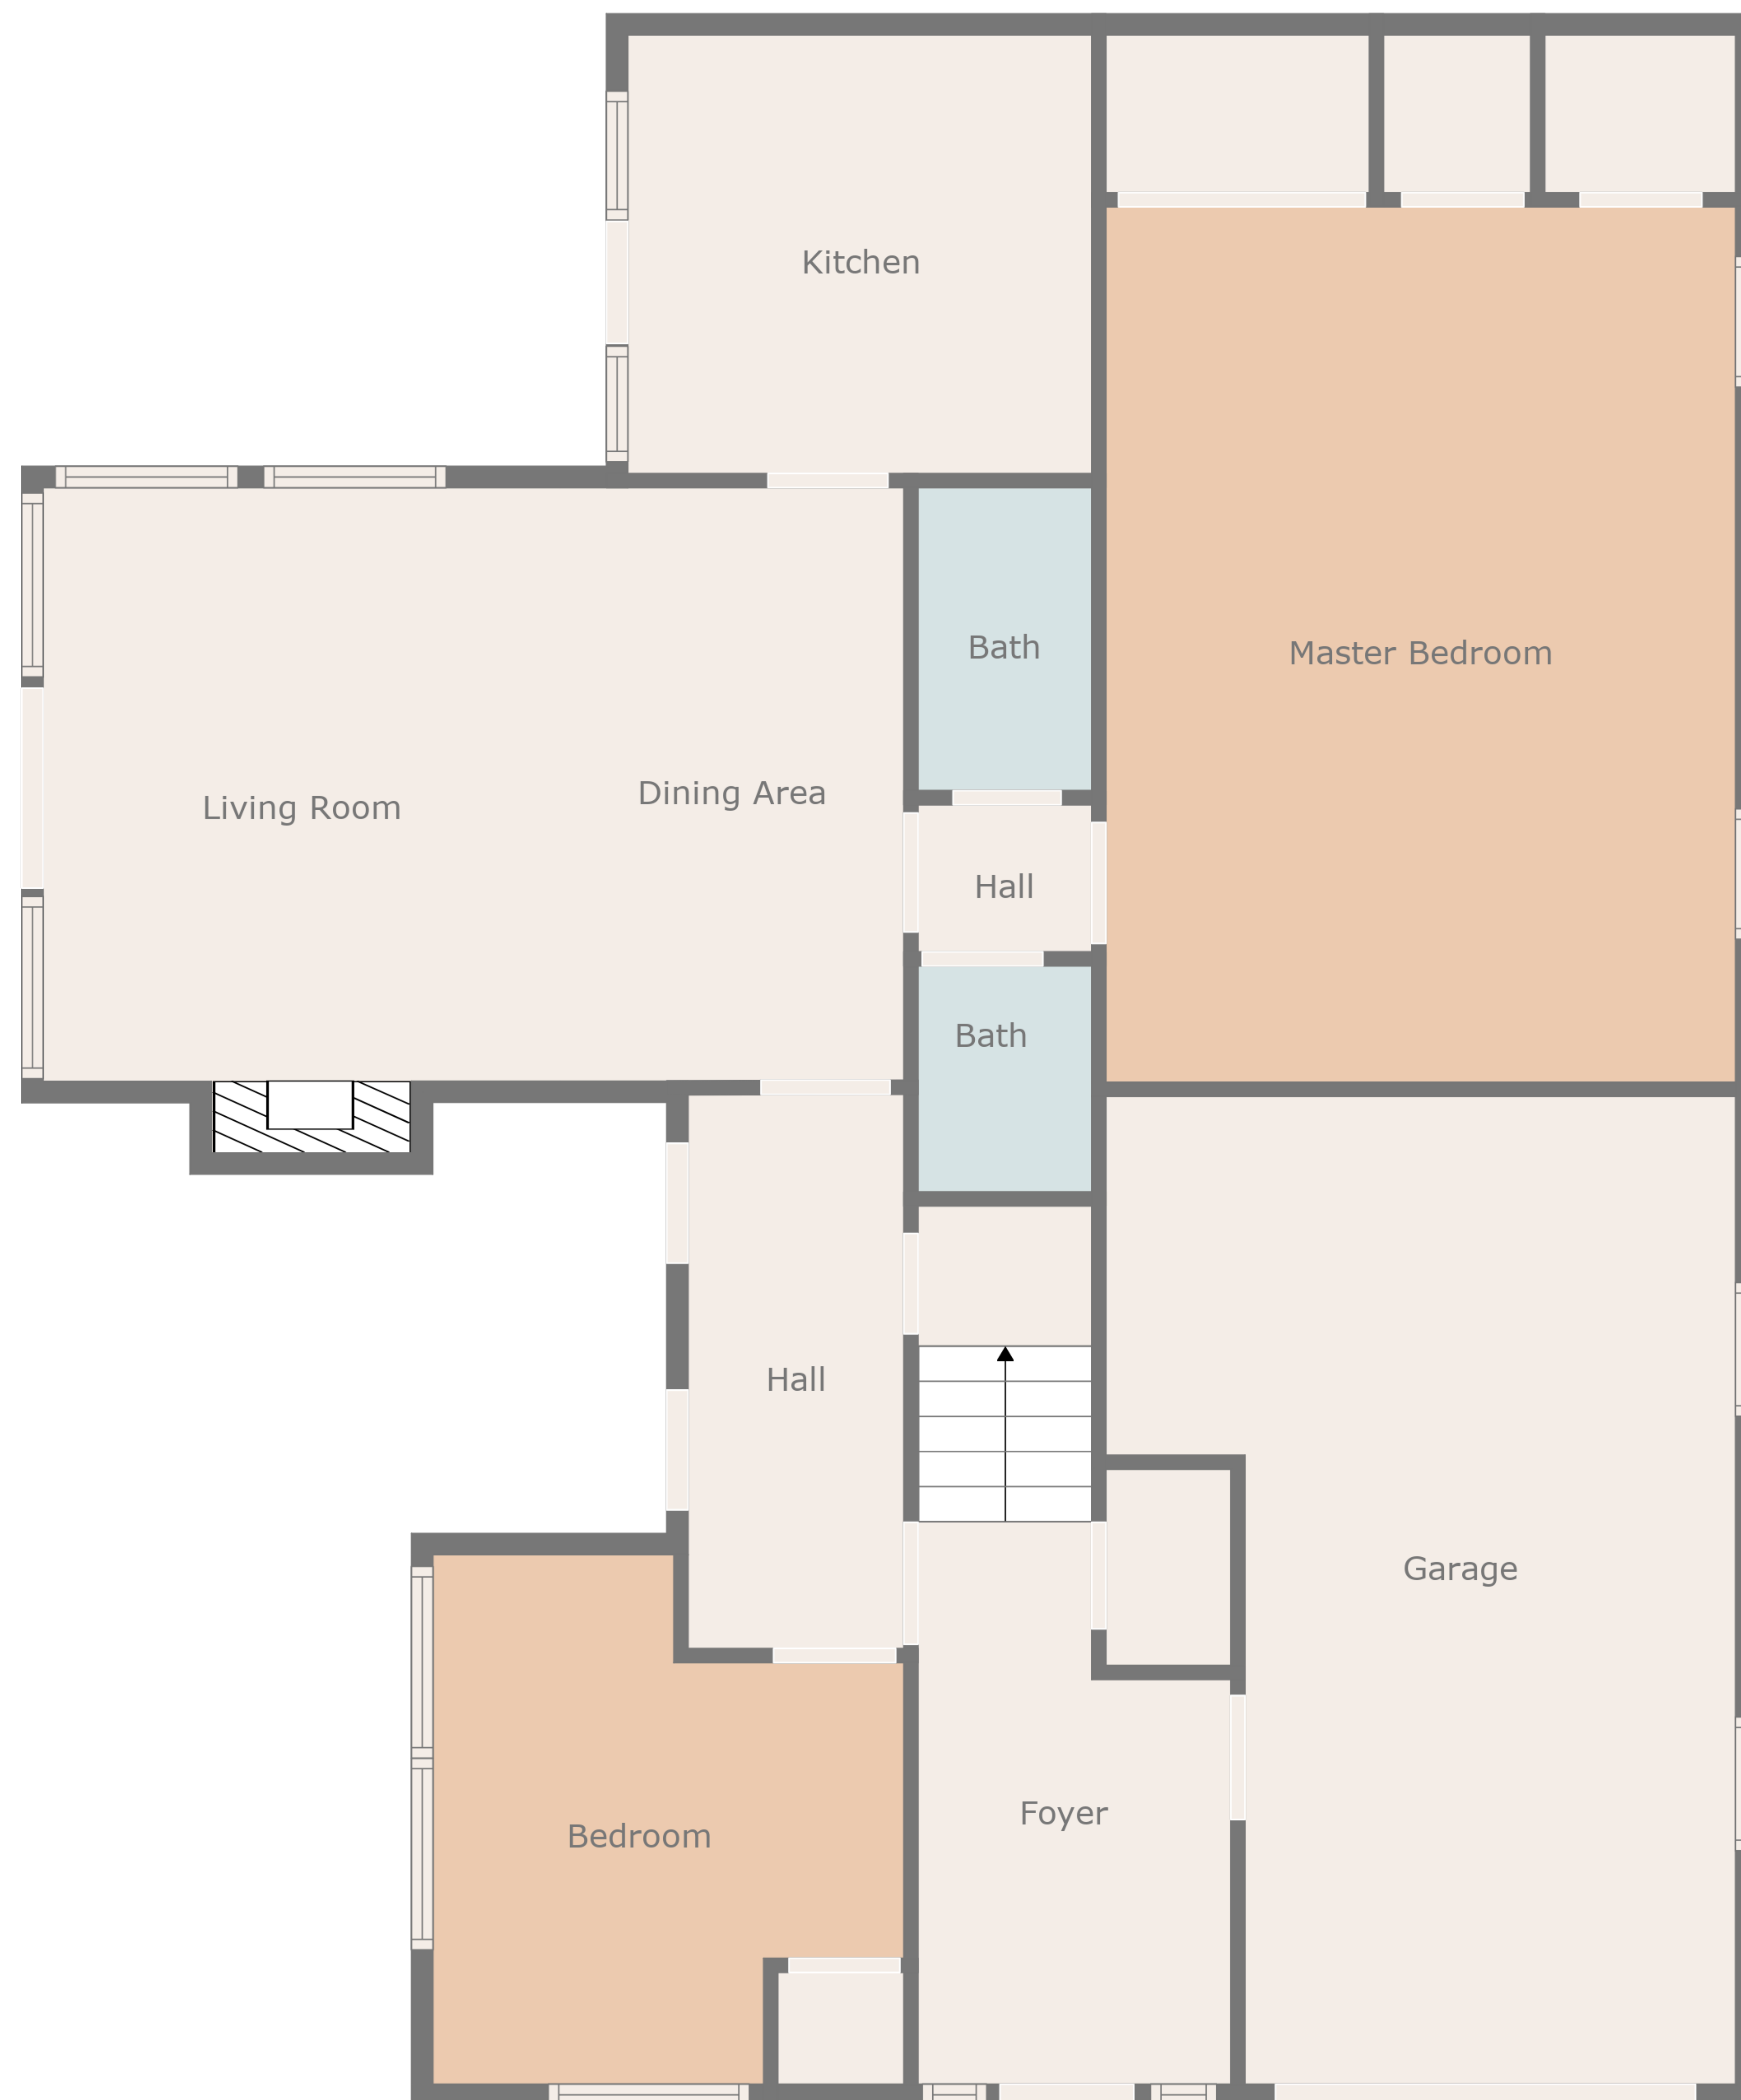 Kitchen
Bath
Master Bedroom
Living Room
Dining Area
Hall
Bath
Hall
Garage
Foyer
Bedroom